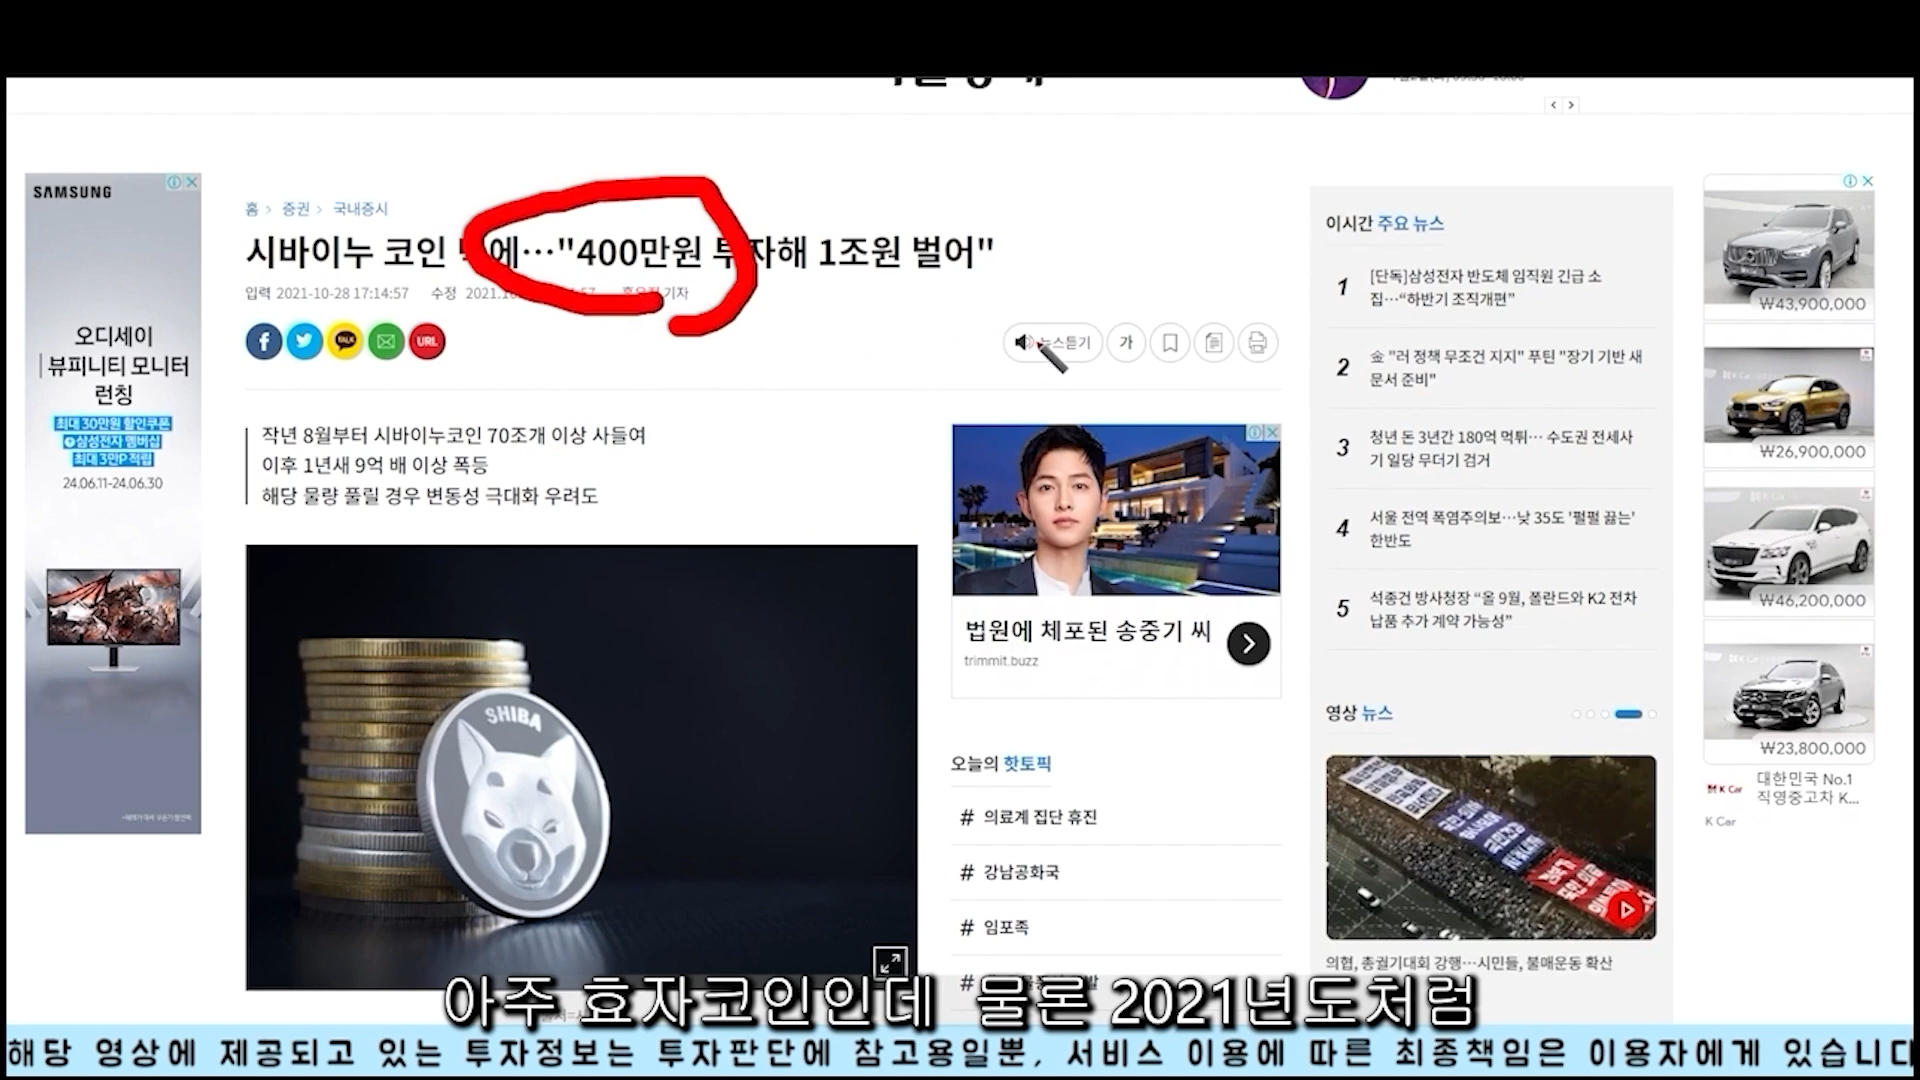 SAMSUNG
오디세이
뷰피니티 모니터
런칭
최대 30만원 할인쿠폰
삼성전자 멤버십
최대 3만P 적립
24.06.11-24.06.30
홈 > 증권 > 국내증시
시바이누 코인 에…"400만원 투자해 1조원 벌어"
입력 2021-10-28 17:14:57 수정 기자
TALK
URL
뉴스듣기
가
작년 8월부터 시바이누코인 70조개 이상 사들여
이후 1년새 9억 배 이상 폭등
해당 물량 풀릴 경우 변동성 극대화 우려도
SHIBA
법원에 체포된 송중기 씨
trimmit.buzz
오늘의 핫토픽
# 의료계 집단 휴진
# 강남공화국
# 임포족
#
이시간 주요 뉴스
1 [단독]삼성전자 반도체 임직원 긴급 소
집…“하반기 조직개편”
2 金 "러 정책 무조건 지지" 푸틴 "장기 기반 새
문서 준비"
3 청년 돈 3년간 180억 먹튀… 수도권 전세사
기 일당 무더기 검거
4 서울 전역 폭염주의보…낮 35도 '펄펄 끓는'
한반도
5 석종건 방사청장 “올 9월, 폴란드와 K2 전차
납품 추가 계약 가능성”
영상 뉴스
의협, 총궐기대회 강행…시민들, 불매운동 확산
₩43,900,000
₩26,900,000
₩46,200,000
₩23,800,000
K Car
대한민국 No.1
직영중고차 K...
K Car
아주 효자코인인데 물론 2021년도처럼
해당 영상에 제공되고 있는 투자정보는 투자판단에 참고용일뿐, 서비스 이용에 따른 최종책임은 이용자에게 있습니다